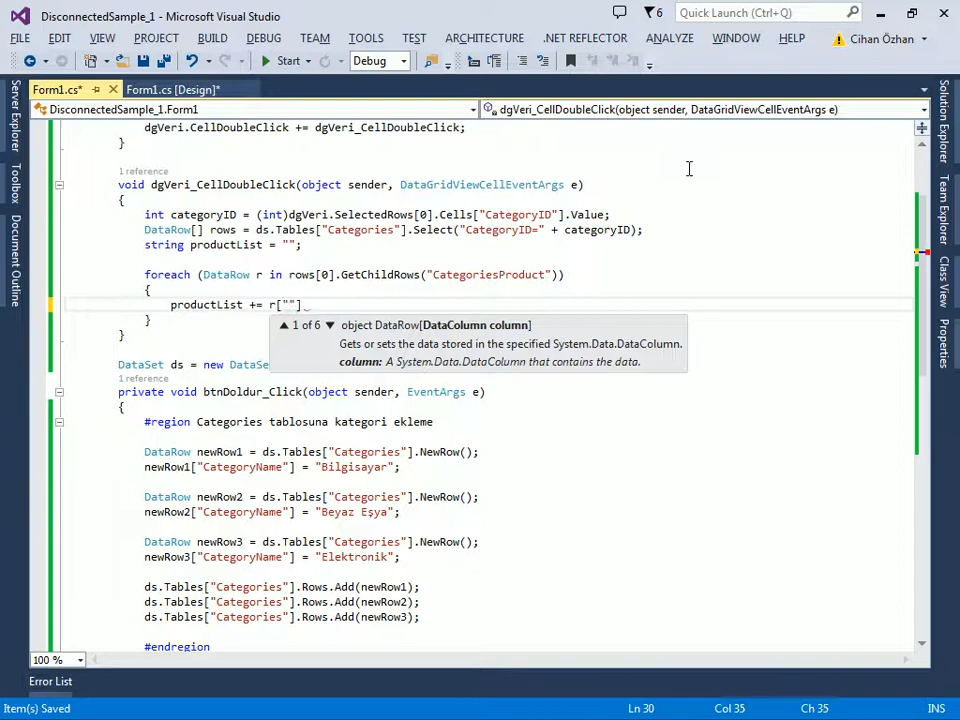 DisconnectedSample_1 - Microsoft Visual Studio
6
Quick Launch (Ctrl+Q)
FILE EDIT VIEW PROJECT BUILD DEBUG TEAM TOOLS TEST ARCHITECTURE .NET REFLECTOR ANALYZE WINDOW HELP Cihan Özhan
Start Debug
Form1.cs* Form1.cs [Design]*
DisconnectedSample_1.Form1 dgVeri_CellDoubleClick(object sender, DataGridViewCellEventArgs e)
Server Explorer
Toolbox
Document Outline
Solution Explorer
Team Explorer
Class View
Properties
dgVeri.CellDoubleClick += dgVeri_CellDoubleClick;
}
1 reference
void dgVeri_CellDoubleClick(object sender, DataGridViewCellEventArgs e)
{
int categoryID = (int)dgVeri.SelectedRows[0].Cells["CategoryID"].Value;
DataRow[] rows = ds.Tables["Categories"].Select("CategoryID=" + categoryID);
string productList = "";
foreach (DataRow r in rows[0].GetChildRows("CategoriesProduct"))
{
productList += r[""]
}
1 of 6 object DataRow[DataColumn column]
Gets or sets the data stored in the specified System.Data.DataColumn.
column: A System.Data.DataColumn that contains the data.
}
DataSet ds = new DataSe
1 reference
private void btnDoldur_Click(object sender, EventArgs e)
{
#region Categories tablosuna kategori ekleme
DataRow newRow1 = ds.Tables["Categories"].NewRow();
newRow1["CategoryName"] = "Bilgisayar";
DataRow newRow2 = ds.Tables["Categories"].NewRow();
newRow2["CategoryName"] = "Beyaz Eşya";
DataRow newRow3 = ds.Tables["Categories"].NewRow();
newRow3["CategoryName"] = "Elektronik";
ds.Tables["Categories"].Rows.Add(newRow1);
ds.Tables["Categories"].Rows.Add(newRow2);
ds.Tables["Categories"].Rows.Add(newRow3);
#endregion
100 %
Error List
Item(s) Saved Ln 30 Col 35 Ch 35 INS